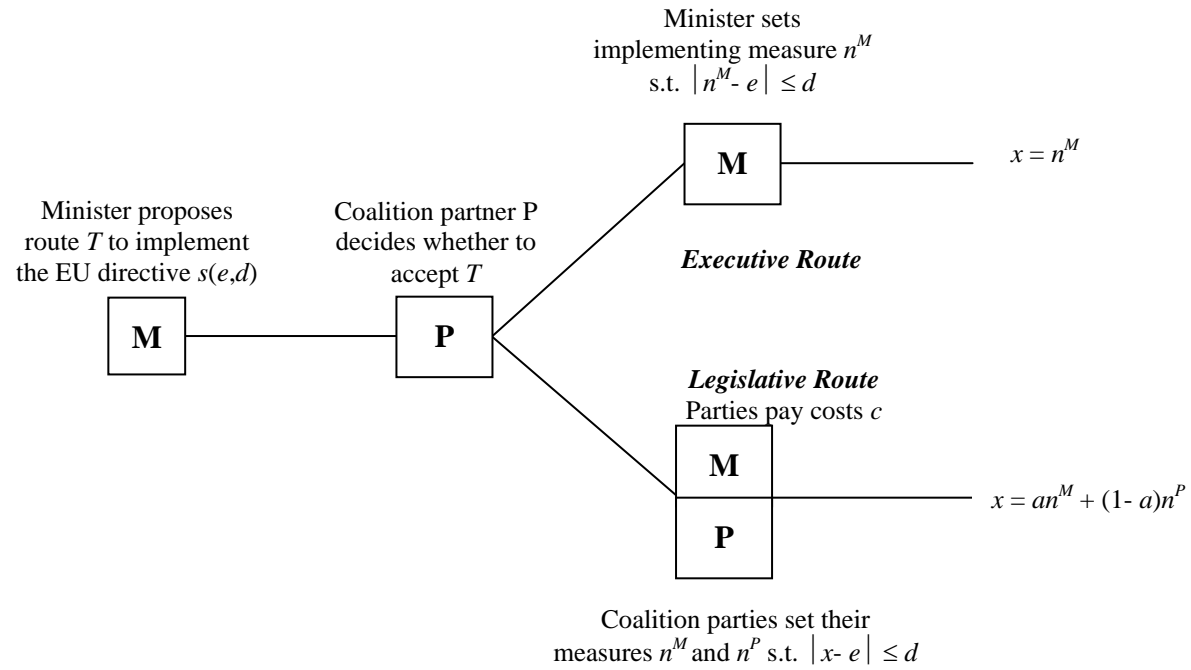 Minister sets
implementing measure n^M
s.t. |n^M- e| ≤ d
M
x = n^M
Executive Route
Minister proposes
route T to implement
the EU directive s(e,d)
M
Coalition partner P
decides whether to
accept T
P
Legislative Route
Parties pay costs c
M
P
x = an^M + (1- a)n^P
Coalition parties set their
measures n^M and n^P s.t. |x- e| ≤ d